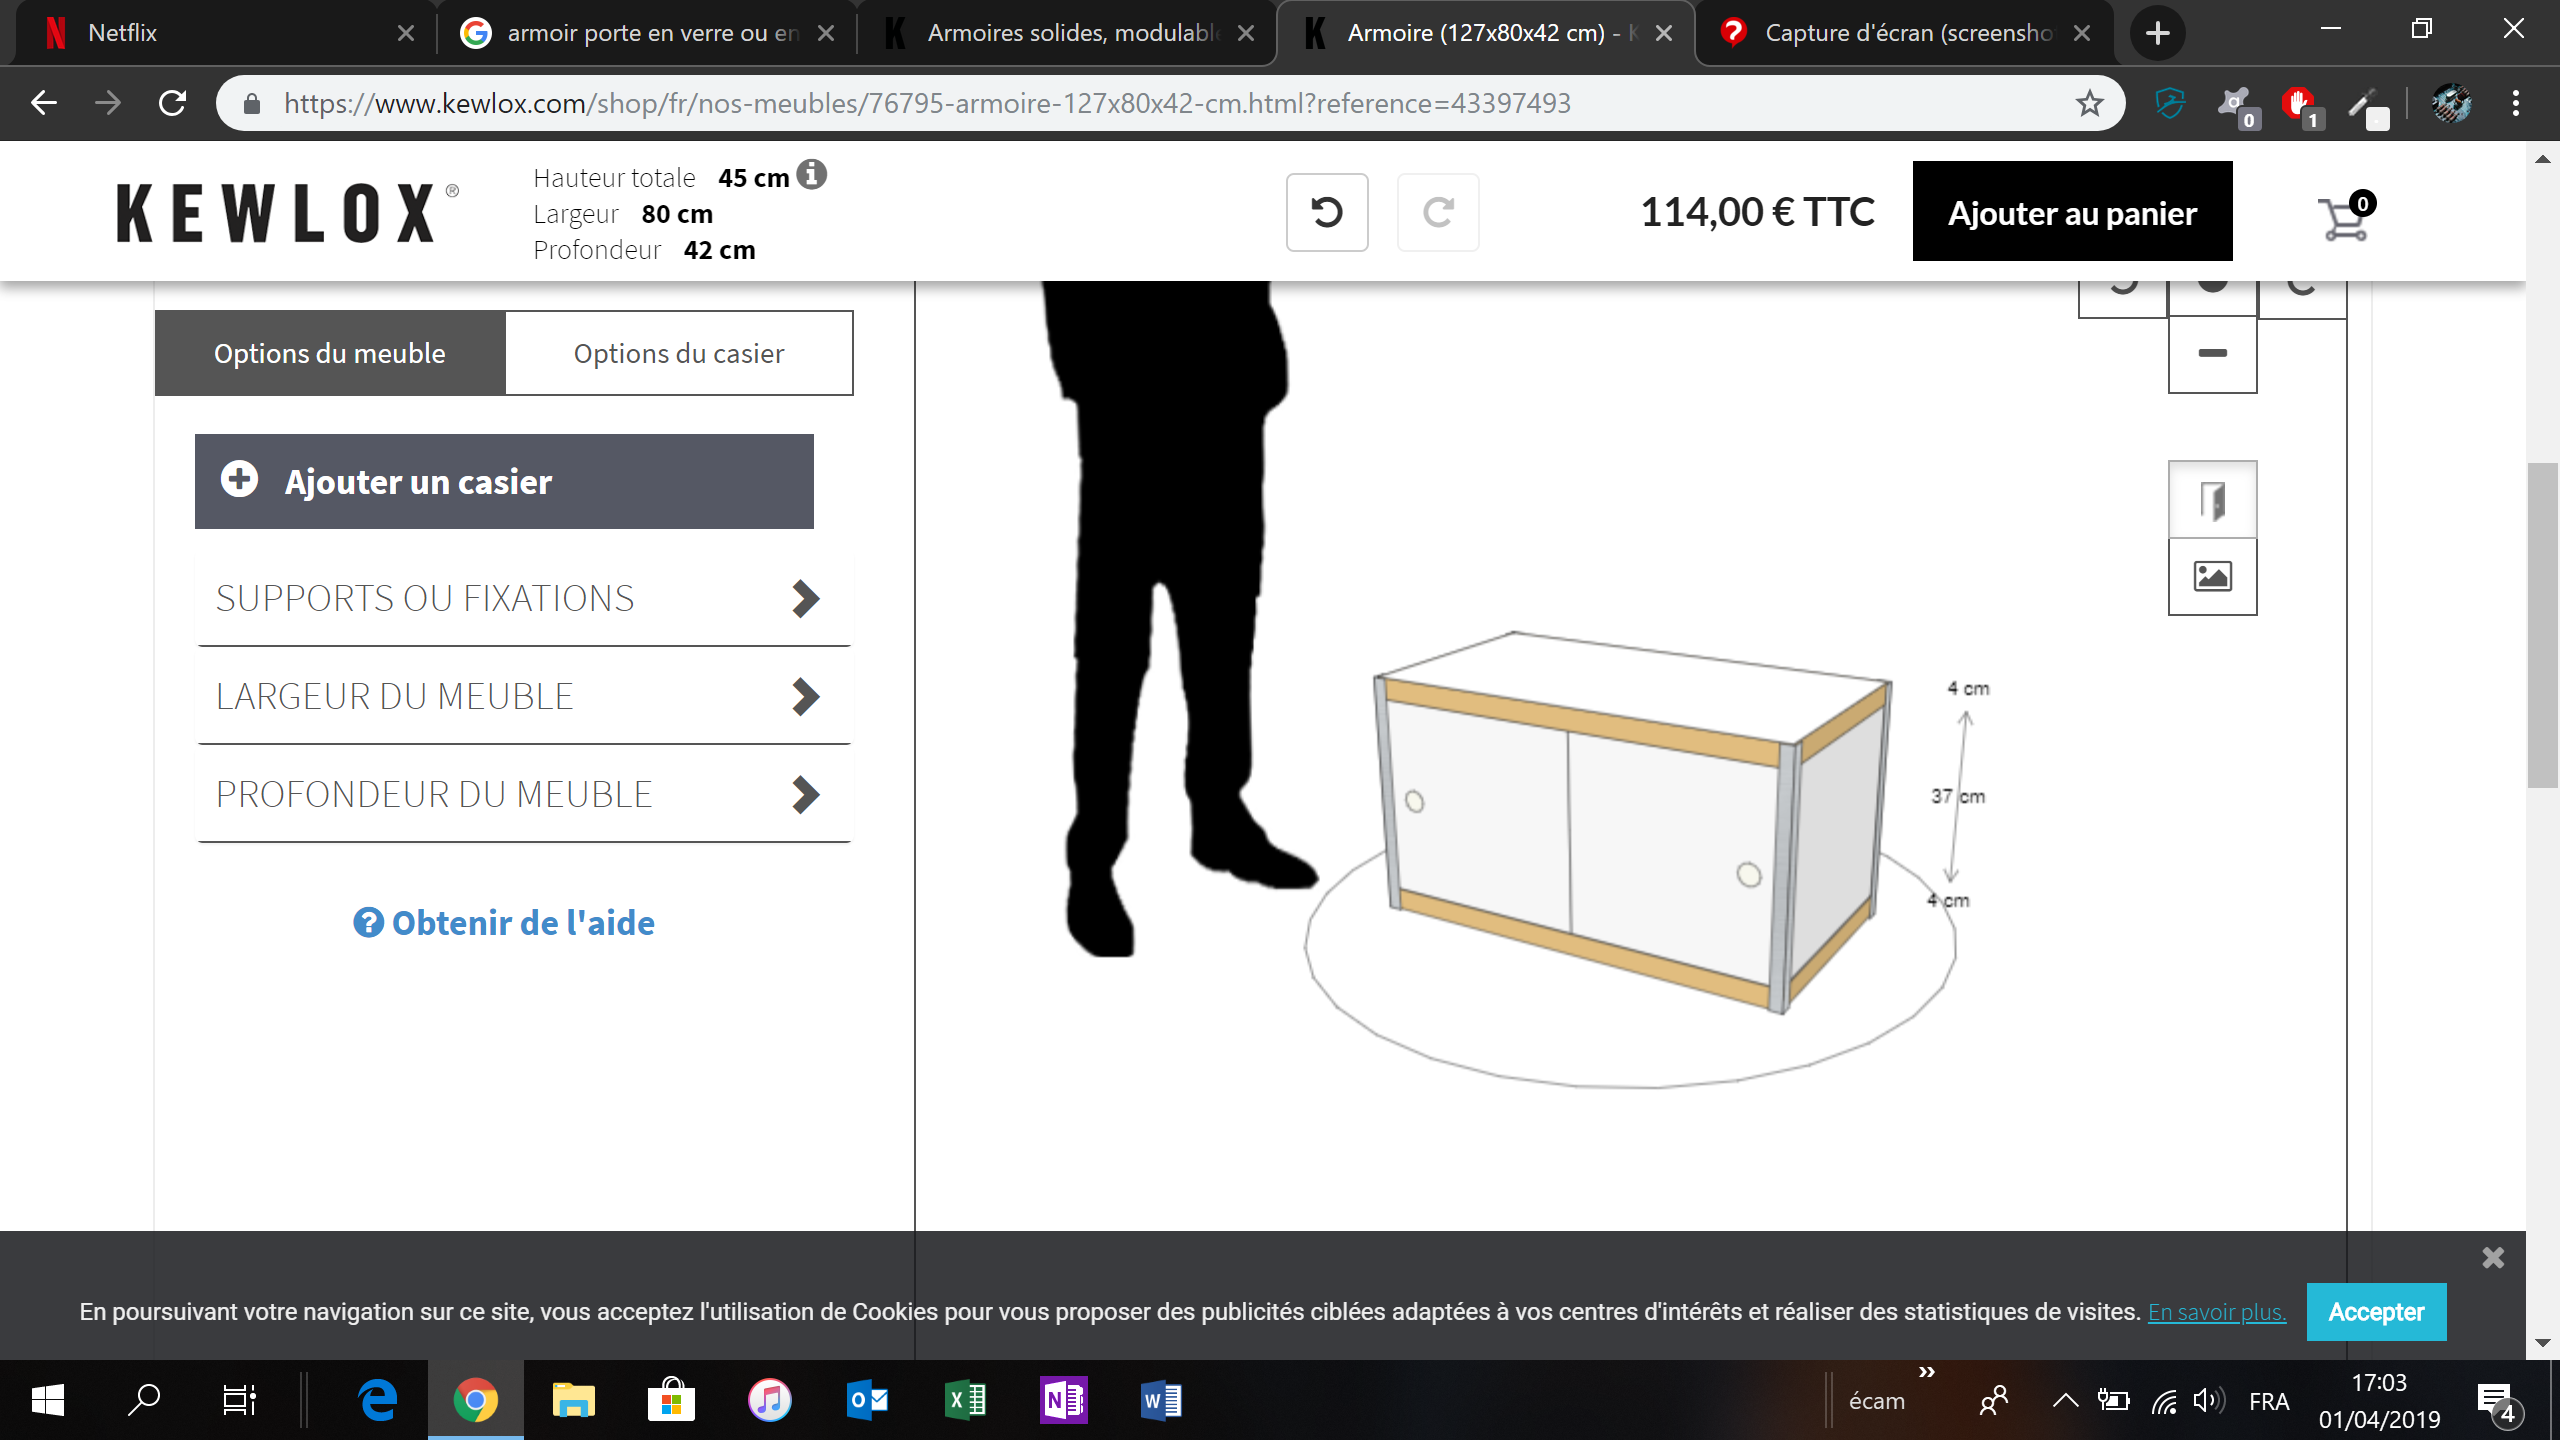 Netflix
armoir porte en verre ou en
Armoires solides, modulable
Armoire (127x80x42 cm) - K
Capture d'écran (screensho
https://www.kewlox.com/shop/fr/nos-meubles/76795-armoire-127x80x42-cm.html?reference=43397493
0
1
KEWLOX®
Hauteur totale 45 cm
Largeur 80 cm
Profondeur 42 cm
114,00 € TTC
Ajouter au panier
0
Options du meuble
Options du casier
Ajouter un casier
SUPPORTS OU FIXATIONS
LARGEUR DU MEUBLE
PROFONDEUR DU MEUBLE
Obtenir de l'aide
4 cm
37 cm
4 cm
En poursuivant votre navigation sur ce site, vous acceptez l'utilisation de Cookies pour vous proposer des publicités ciblées adaptées à vos centres d'intérêts et réaliser des statistiques de visites. En savoir plus.
Accepter
écam
FRA
17:03
01/04/2019
4